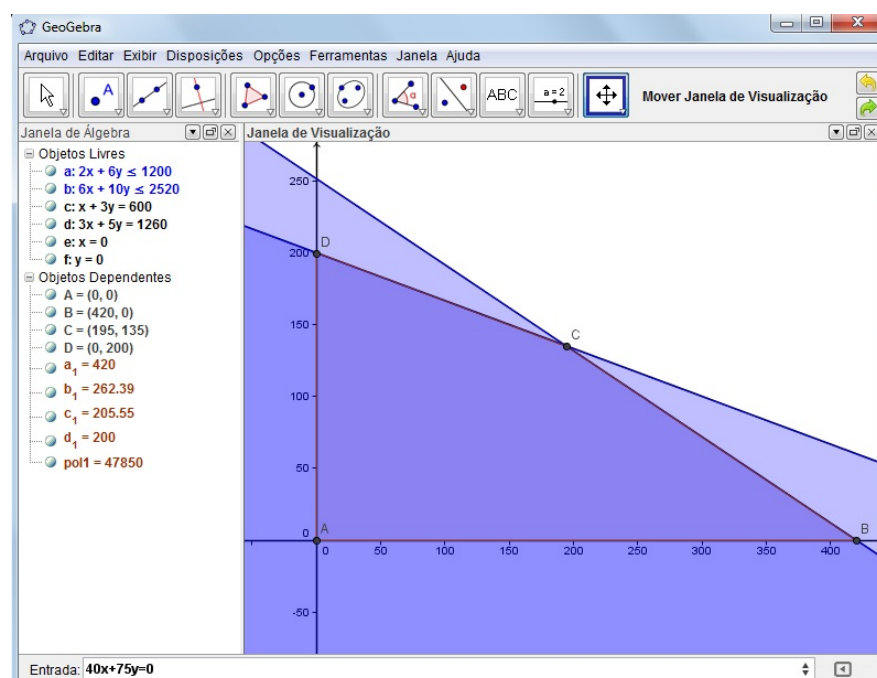 GeoGebra
Arquivo Editar Exibir Disposições Opções Ferramentas Janela Ajuda
A
α
ABC
a=2
Mover Janela de Visualização
Janela de Álgebra
Janela de Visualização
Objetos Livres
a: 2x + 6y ≤ 1200
b: 6x + 10y ≤ 2520
c: x + 3y = 600
d: 3x + 5y = 1260
e: x = 0
f: y = 0
Objetos Dependentes
A = (0, 0)
B = (420, 0)
C = (195, 135)
D = (0, 200)
a₁ = 420
b₁ = 262.39
c₁ = 205.55
d₁ = 200
pol1 = 47850
250
200
150
100
50
0
-50
0 50 100 150 200 250 300 350 400
D
C
A
B
Entrada: 40x+75y=0